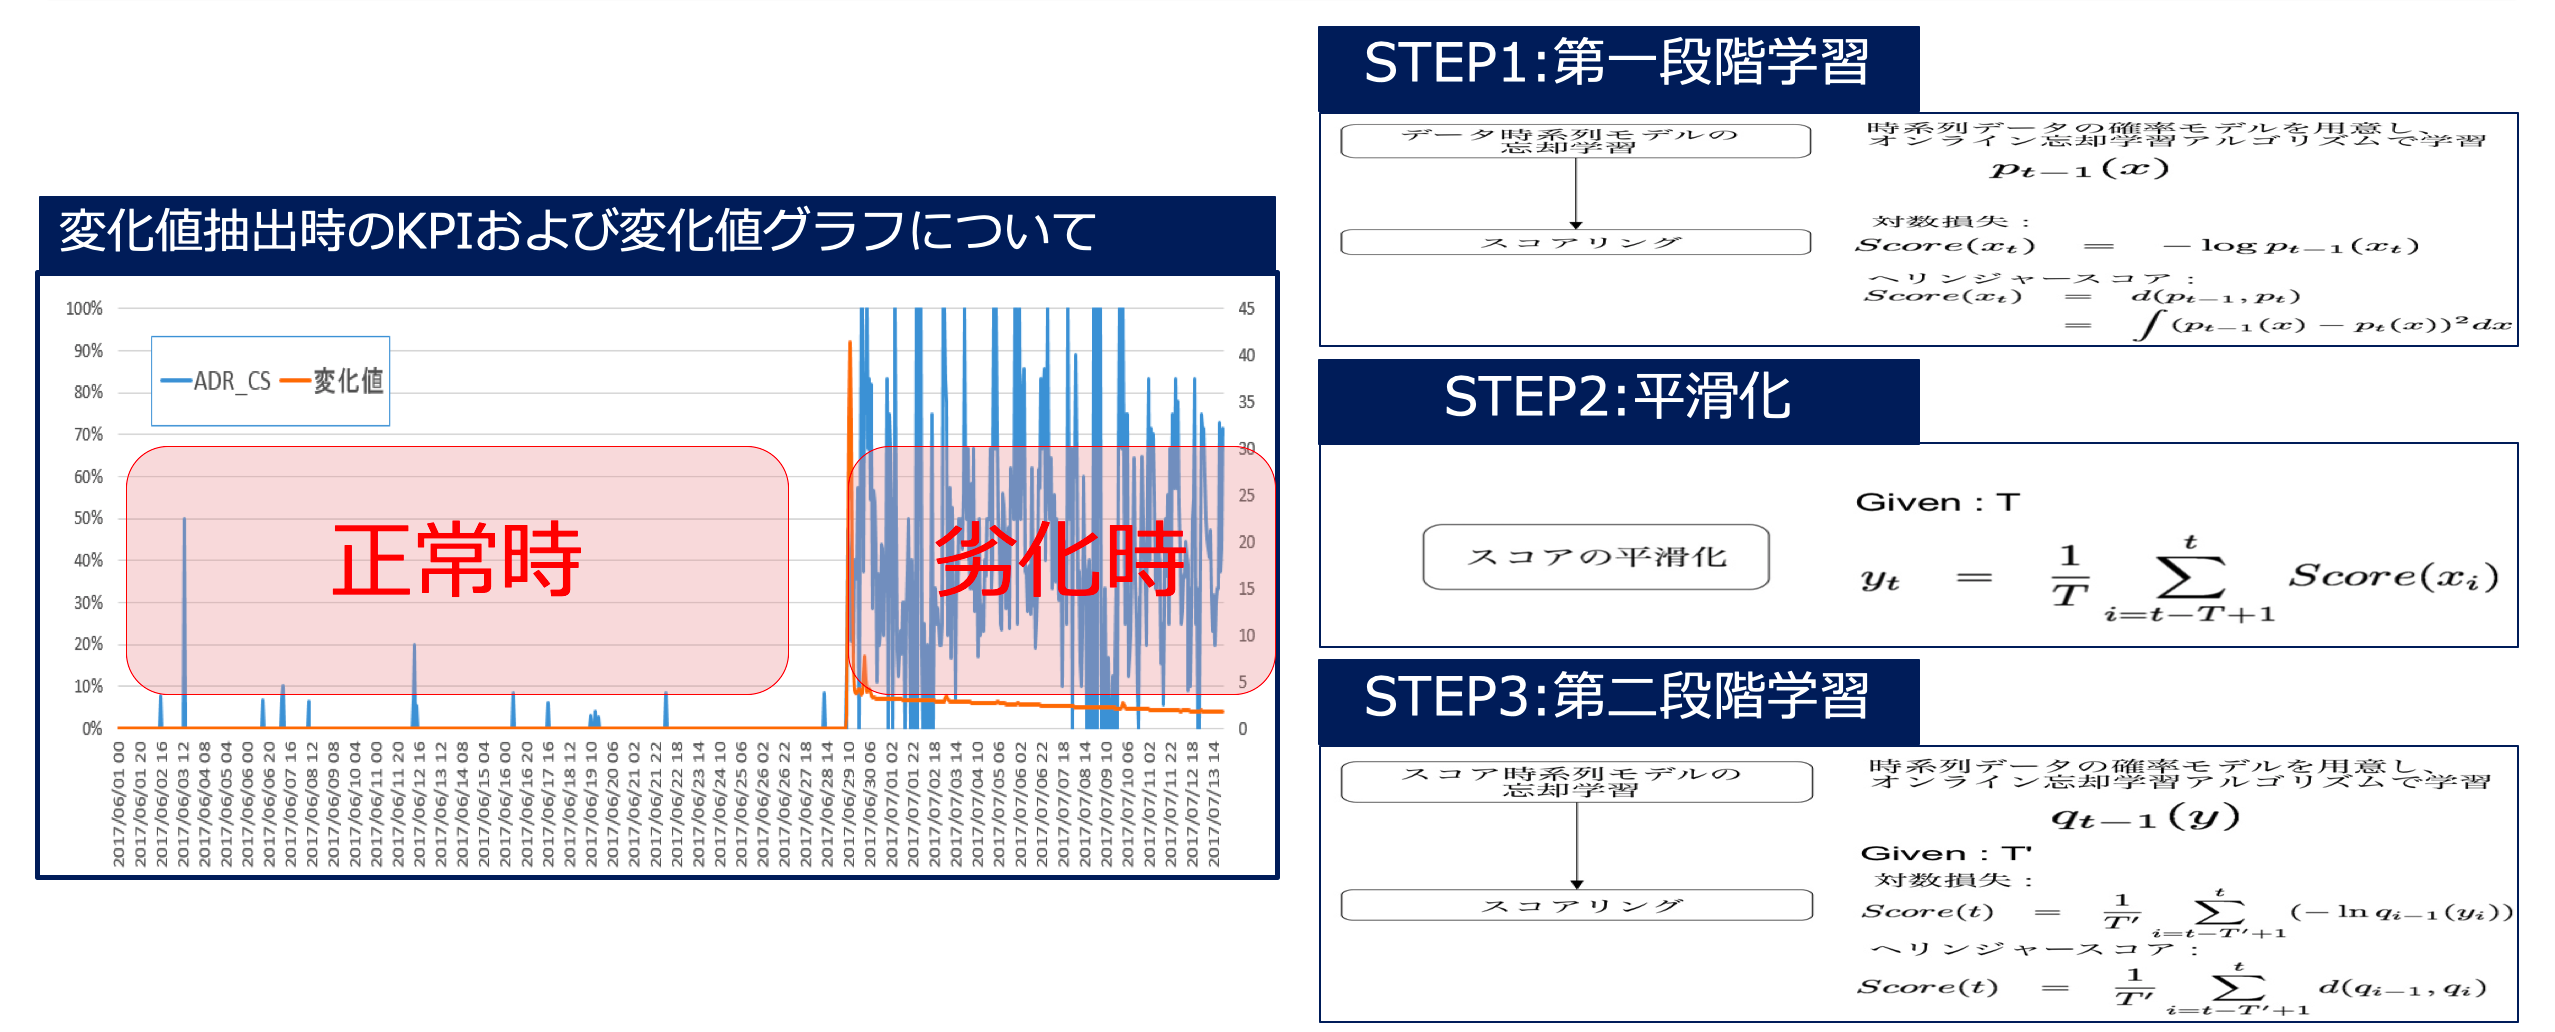 変化値抽出時のKPIおよび変化値グラフについて
100%
90%
80%
70%
60%
50%
40%
30%
20%
10%
0%
45
40
35
30
25
20
15
10
5
0
ADR_CS
変化値
正常時
劣化時
2017/06/01 00
2017/06/01 20
2017/06/02 16
2017/06/03 12
2017/06/04 08
2017/06/05 04
2017/06/06 00
2017/06/06 20
2017/06/07 16
2017/06/08 12
2017/06/09 08
2017/06/10 04
2017/06/11 00
2017/06/11 20
2017/06/12 16
2017/06/13 12
2017/06/14 08
2017/06/15 04
2017/06/16 00
2017/06/17 16
2017/06/18 12
2017/06/19 10
2017/06/20 06
2017/06/21 02
2017/06/21 22
2017/06/22 18
2017/06/23 14
2017/06/24 10
2017/06/25 06
2017/06/26 02
2017/06/26 22
2017/06/27 18
2017/06/28 14
2017/06/29 10
2017/06/30 06
2017/07/01 02
2017/07/01 22
2017/07/02 18
2017/07/03 14
2017/07/04 10
2017/07/05 06
2017/07/06 02
2017/07/06 22
2017/07/07 18
2017/07/08 14
2017/07/09 10
2017/07/10 06
2017/07/11 02
2017/07/11 22
2017/07/12 18
2017/07/13 14
STEP1:第一段階学習
データ時系列モデルの
忘却学習
スコアリング
時系列データの確率モデルを用意し、
オンライン忘却学習アルゴリズムで学習
p_{t-1}(x)
対数損失：
Score(x_t) = -log p_{t-1}(x_t)
ヘリンジャースコア：
Score(x_t) = d(p_{t-1}, p_t)
= ∫(p_{t-1}(x) - p_t(x))^2 dx
STEP2:平滑化
スコアの平滑化
Given : T
y_t = \frac{1}{T} \sum_{i=t-T+1}^{t} Score(x_i)
STEP3:第二段階学習
スコア時系列モデルの
忘却学習
スコアリング
時系列データの確率モデルを用意し、
オンライン忘却学習アルゴリズムで学習
q_{t-1}(y)
Given : T'
対数損失：
Score(t) = \frac{1}{T'} \sum_{i=t-T'+1}^{t} (-ln q_{i-1}(y_i))
ヘリンジャースコア：
Score(t) = \frac{1}{T'} \sum_{i=t-T'+1}^{t} d(q_{i-1}, q_i)